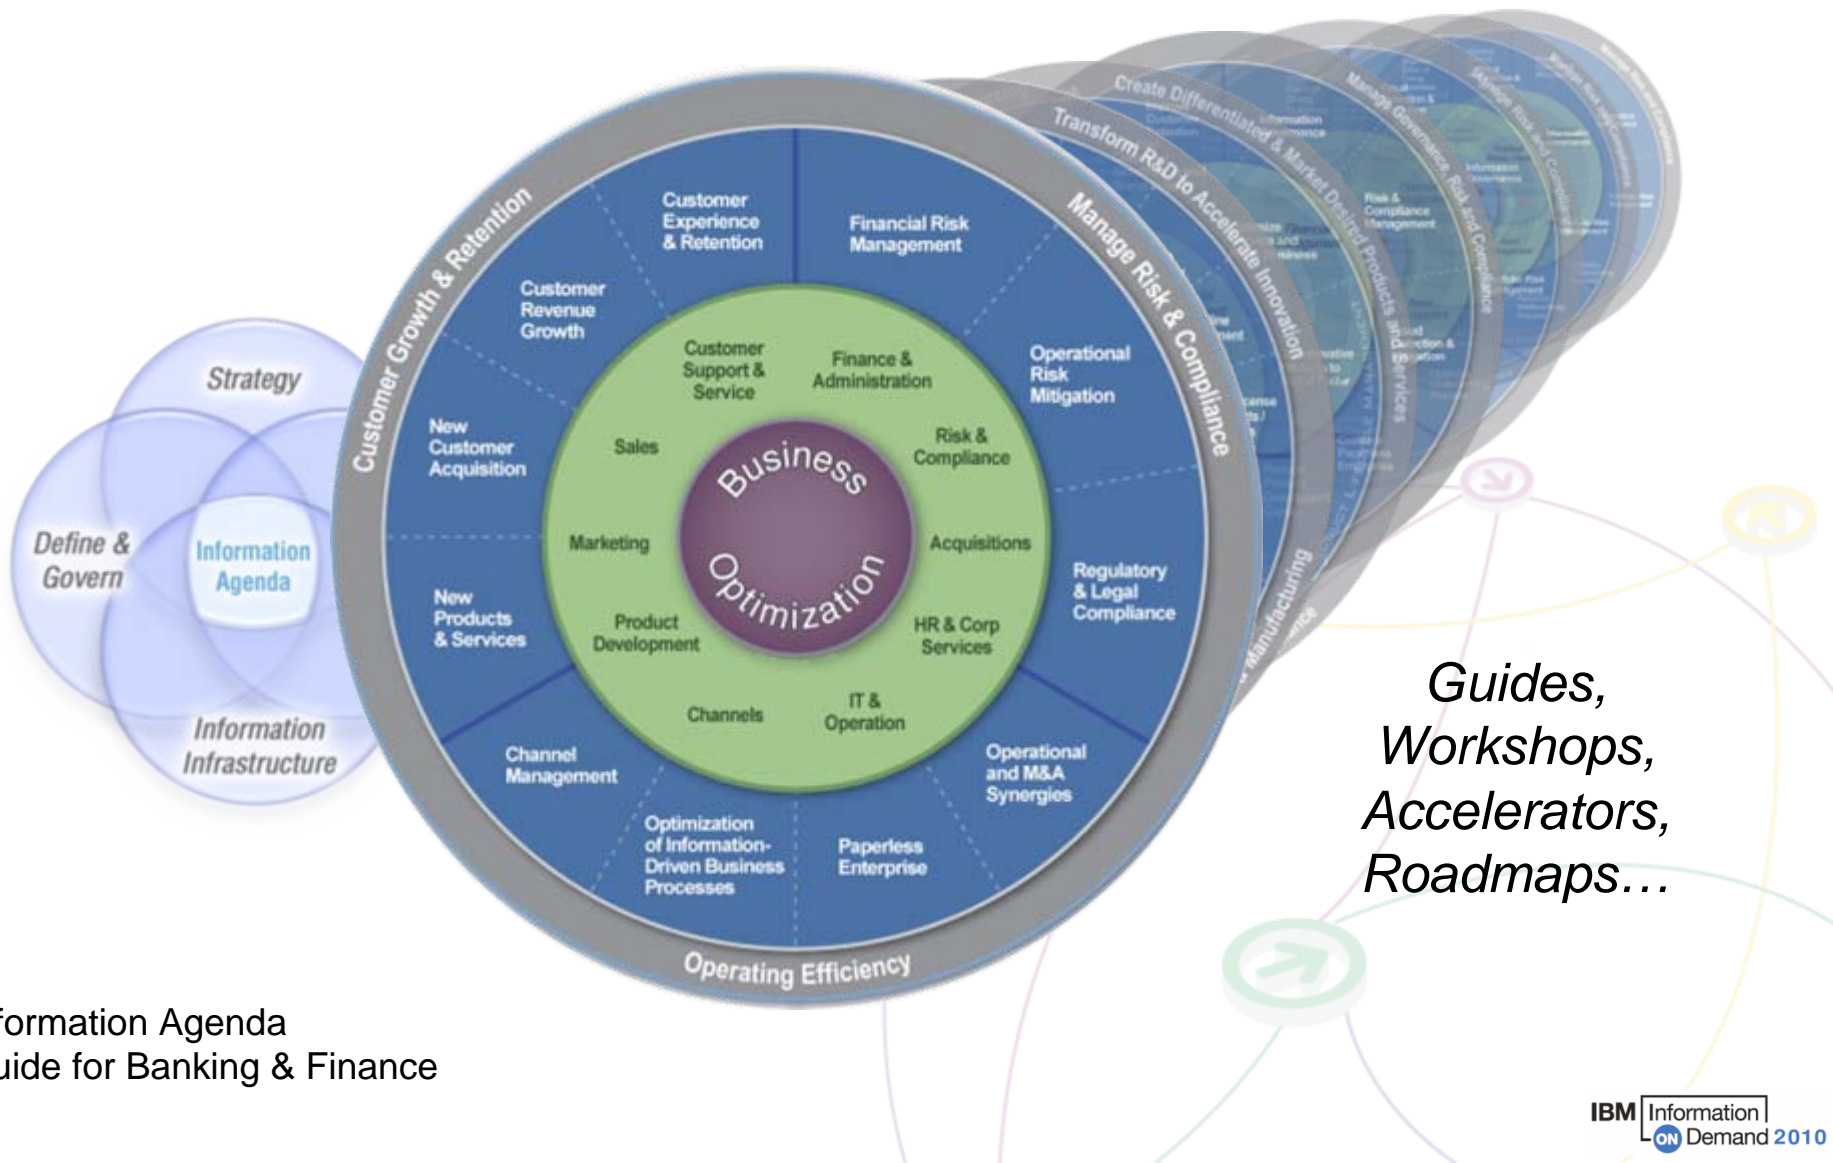 Strategy
Define &
Govern
Information
Agenda
Information
Infrastructure
Customer Growth & Retention
Manage Risk & Compliance
Operating Efficiency
Customer
Experience
& Retention
Financial Risk
Management
Customer
Revenue
Growth
Operational
Risk
Mitigation
New
Customer
Acquisition
Regulatory
& Legal
Compliance
New
Products
& Services
Channel
Management
Operational
and M&A
Synergies
Optimization
of Information-
Driven Business
Processes
Paperless
Enterprise
Customer
Support &
Service
Finance &
Administration
Sales
Risk &
Compliance
Marketing
Acquisitions
Product
Development
HR & Corp
Services
Channels
IT &
Operation
Business
Optimization
Transform R&D to Accelerate Innovation
Create Differentiated & Market Desired Products and Services
Manage Governance, Risk and Compliance
Risk &
Compliance
Management
Information
Manufacturing
Guides,
Workshops,
Accelerators,
Roadmaps…
formation Agenda
uide for Banking & Finance
IBM Information
ON Demand 2010